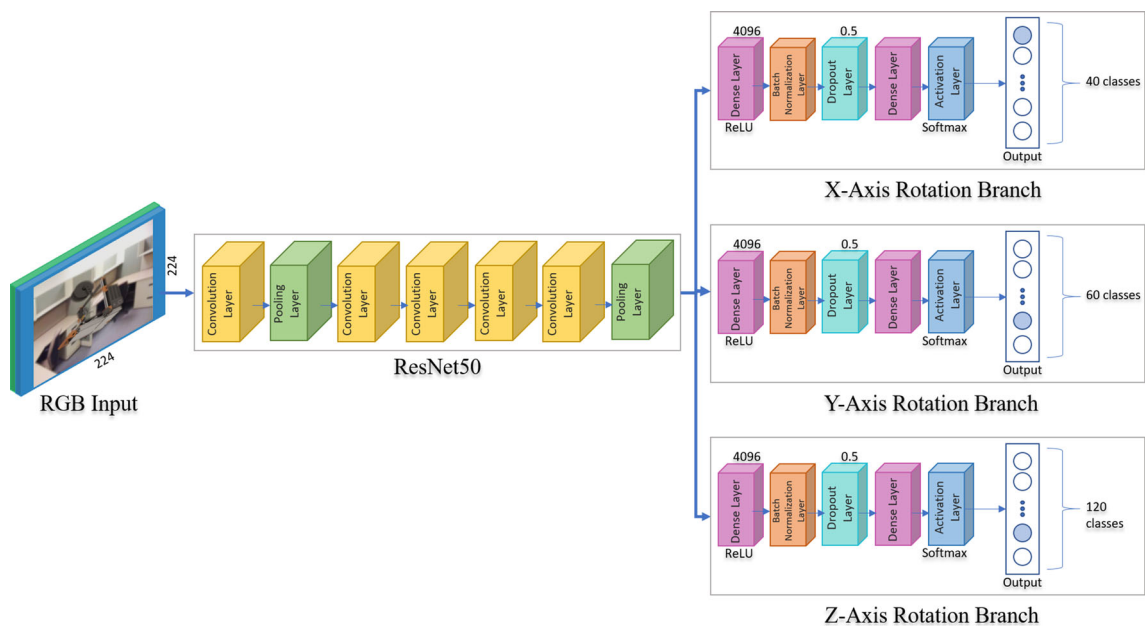 224
224
RGB Input
Convolution
Layer
Pooling
Layer
Convolution
Layer
Convolution
Layer
Convolution
Layer
Convolution
Layer
Pooling
Layer
ResNet50
4096
0.5
Dense Layer
Batch
Normalization
Layer
Dropout
Layer
Dense Layer
Activation
Layer
ReLU
Softmax
Output
40 classes
X-Axis Rotation Branch
4096
0.5
Dense Layer
Batch
Normalization
Layer
Dropout
Layer
Dense Layer
Activation
Layer
ReLU
Softmax
Output
60 classes
Y-Axis Rotation Branch
4096
0.5
Dense Layer
Batch
Normalization
Layer
Dropout
Layer
Dense Layer
Activation
Layer
ReLU
Softmax
Output
120
classes
Z-Axis Rotation Branch